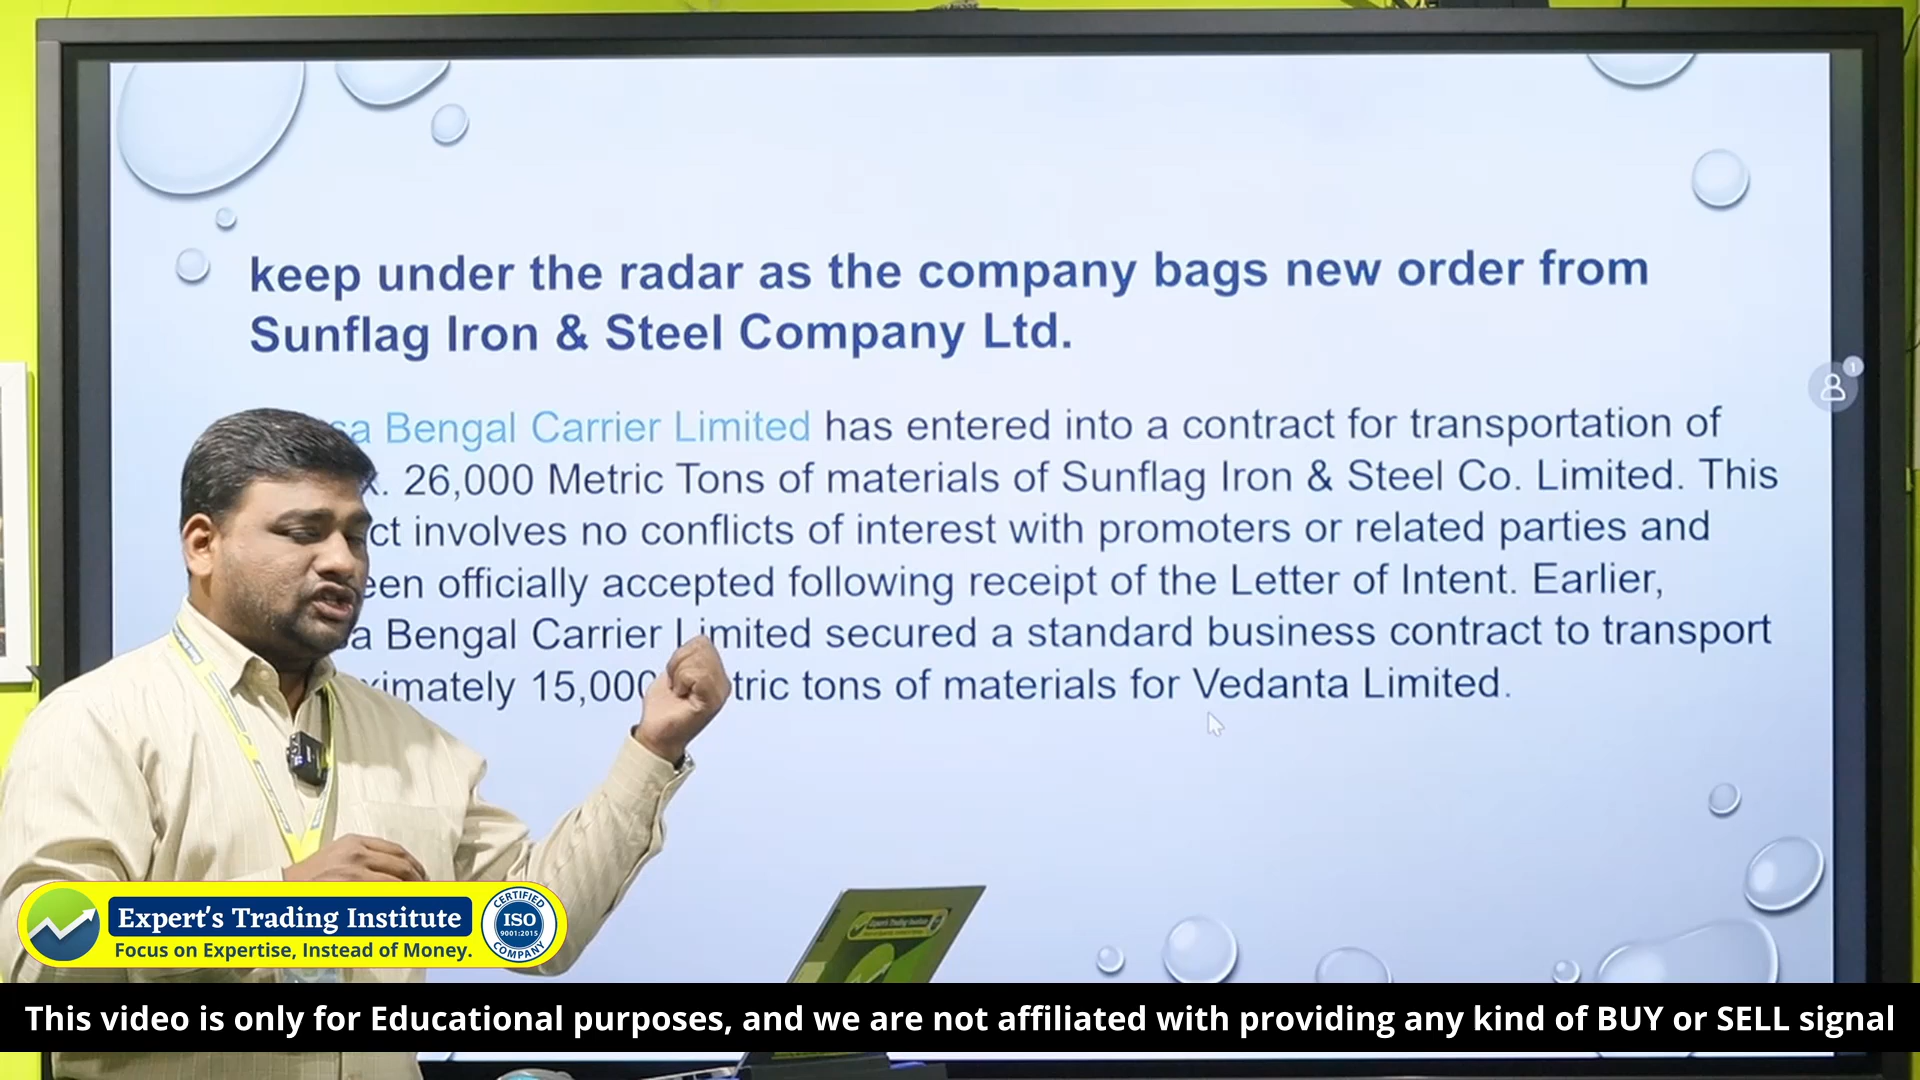 keep under the radar as the company bags new order from
Sunflag Iron & Steel Company Ltd.
Bengal Carrier Limited has entered into a contract for transportation of
26,000 Metric Tons of materials of Sunflag Iron & Steel Co. Limited. This
involves no conflicts of interest with promoters or related parties and
officially accepted following receipt of the Letter of Intent. Earlier,
Bengal Carrier Limited secured a standard business contract to transport
tons of materials for Vedanta Limited.
1
Expert's Trading Institute
Focus on Expertise, Instead of Money.
CERTIFIED
ISO
9001:2015
COMPANY
Expert's Trading Institute
This video is only for Educational purposes, and we are not affiliated with providing any kind of BUY or SELL signal